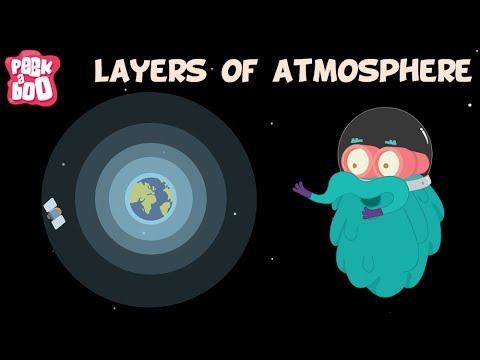 PEEK
A
BOO
LAYERS OF ATMOSPHERE